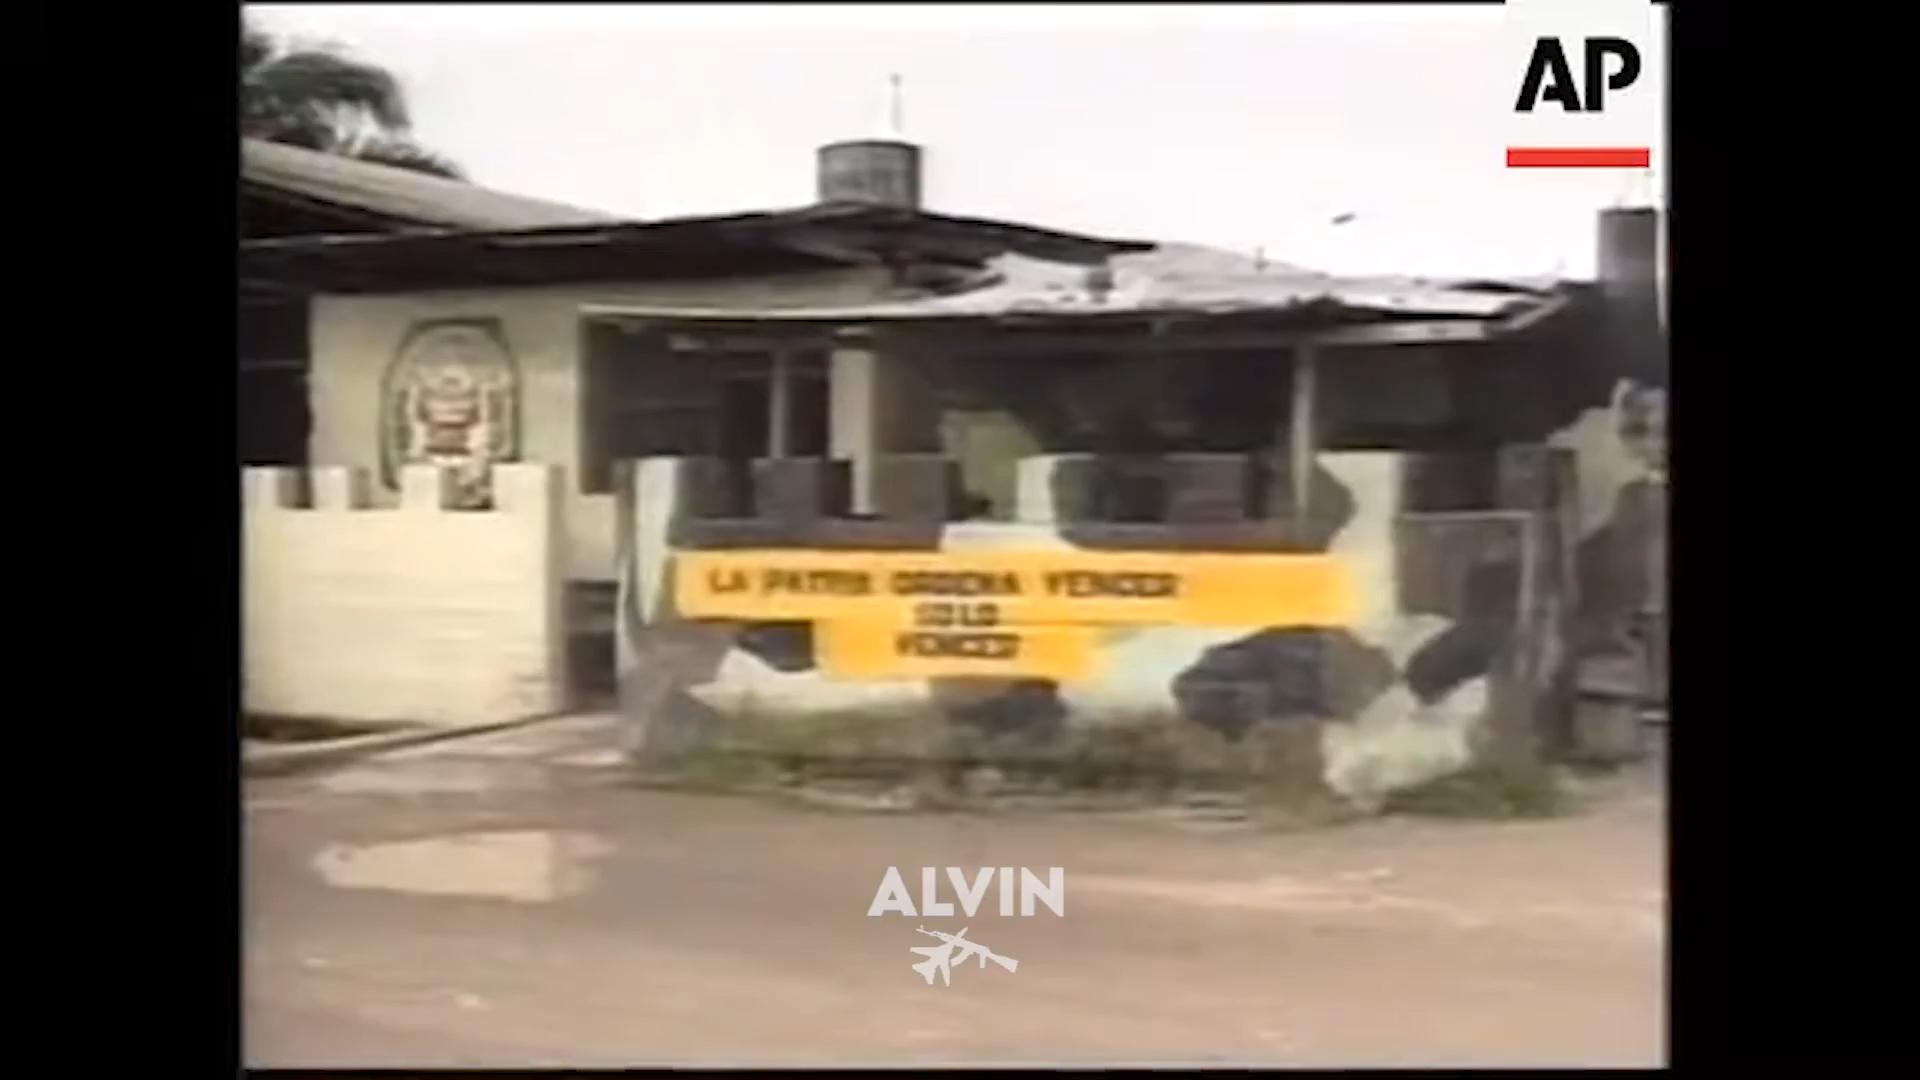 AP
LA PATRIA ORDENA VENCER
SOLO
VENCER
ALVIN